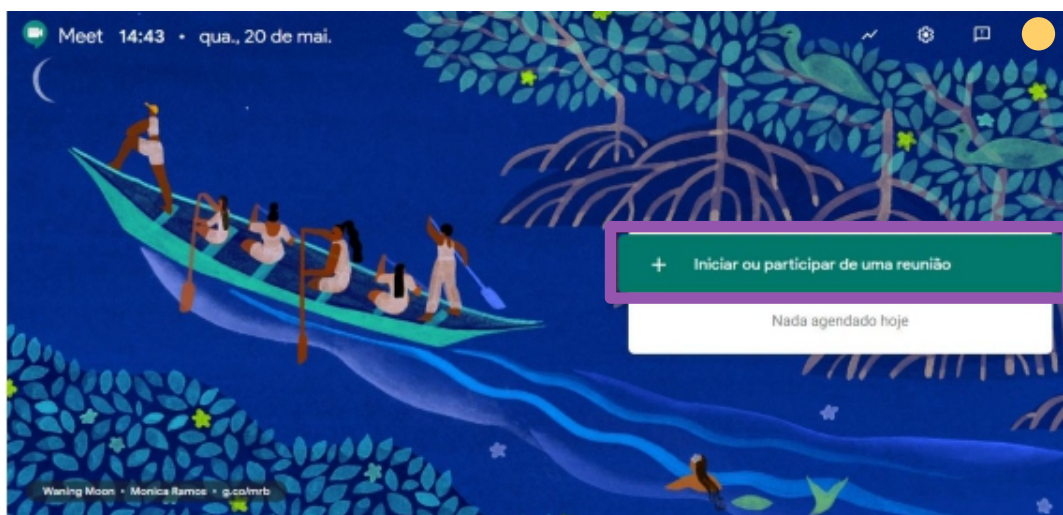 Meet 14:43 • qua., 20 de mai.
+ Iniciar ou participar de uma reunião
Nada agendado hoje
Waning Moon • Monica Ramos • g.co/mrb